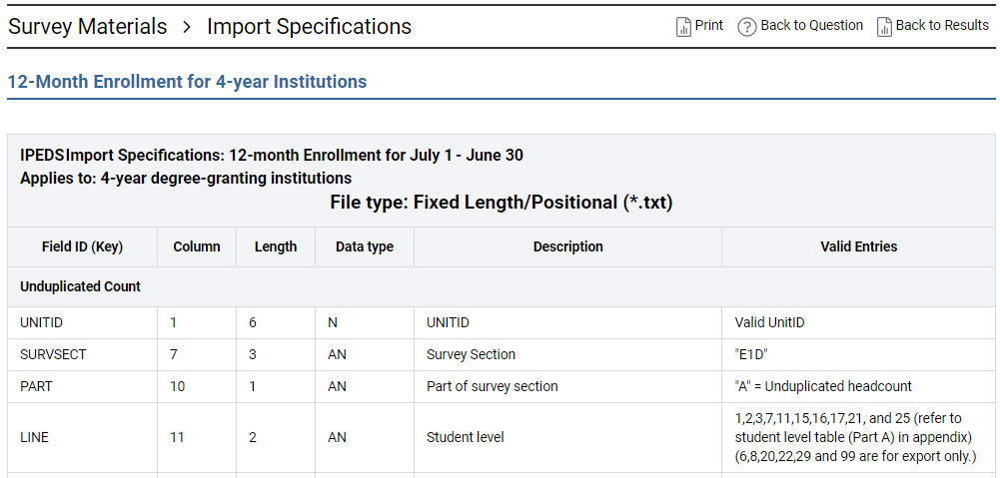 Survey Materials > Import Specifications Print Back to Question Back to Results
12-Month Enrollment for 4-year Institutions
IPEDSImport Specifications: 12-month Enrollment for July 1 - June 30
Applies to: 4-year degree-granting institutions
File type: Fixed Length/Positional (*.txt)
Field ID (Key) Column Length Data type Description Valid Entries
Unduplicated Count
UNITID 1 6 N UNITID Valid UnitID
SURVSECT 7 3 AN Survey Section "E1D"
PART 10 1 AN Part of survey section "A" = Unduplicated headcount
LINE 11 2 AN Student level 1,2,3,7,11,15,16,17,21, and 25 (refer to
student level table (Part A) in appendix)
(6,8,20,22,29 and 99 are for export only.)